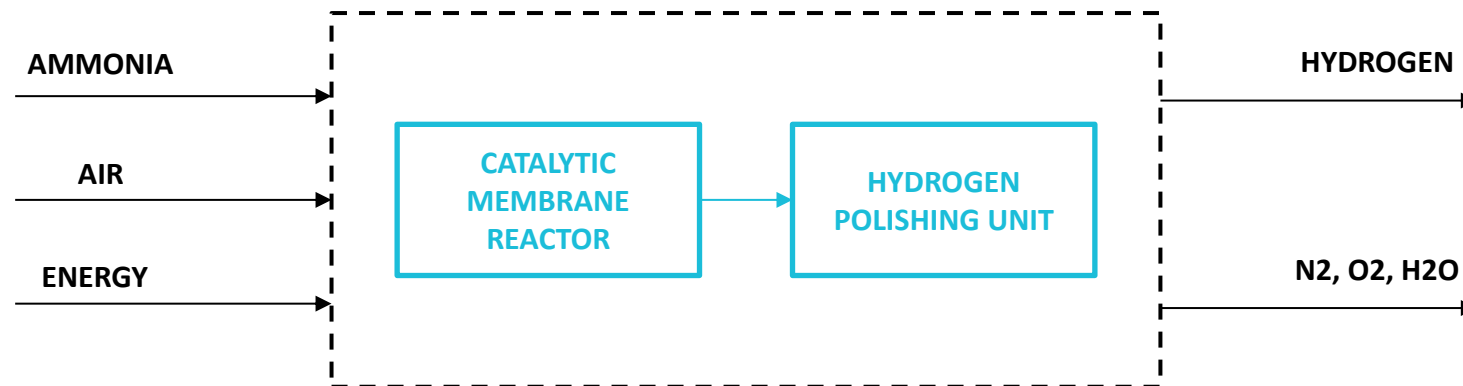 AMMONIA
HYDROGEN
AIR
CATALYTIC
MEMBRANE
REACTOR
HYDROGEN
POLISHING UNIT
ENERGY
N2, O2, H2O